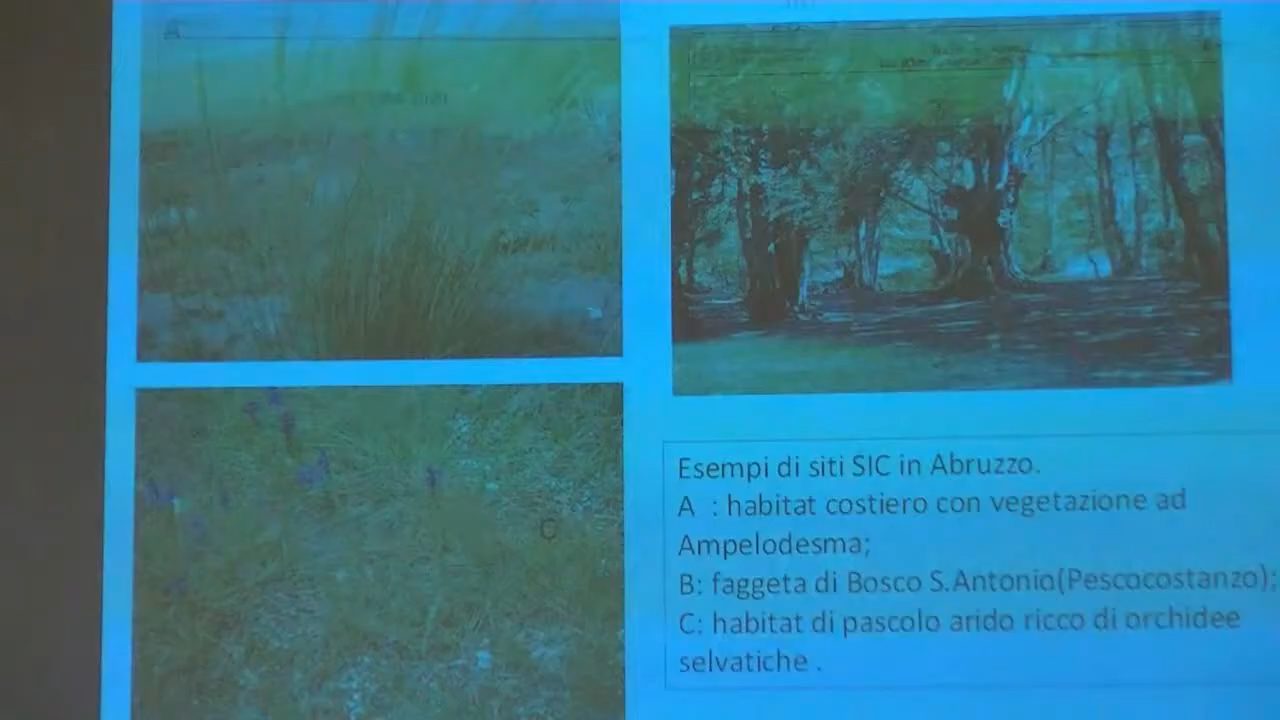 A
C
Esempi di siti SIC in Abruzzo.
A : habitat costiero con vegetazione ad
Ampelodesma;
B: faggeta di Bosco S.Antonio(Pescocostanzo);
C: habitat di pascolo arido ricco di orchidee
selvatiche .